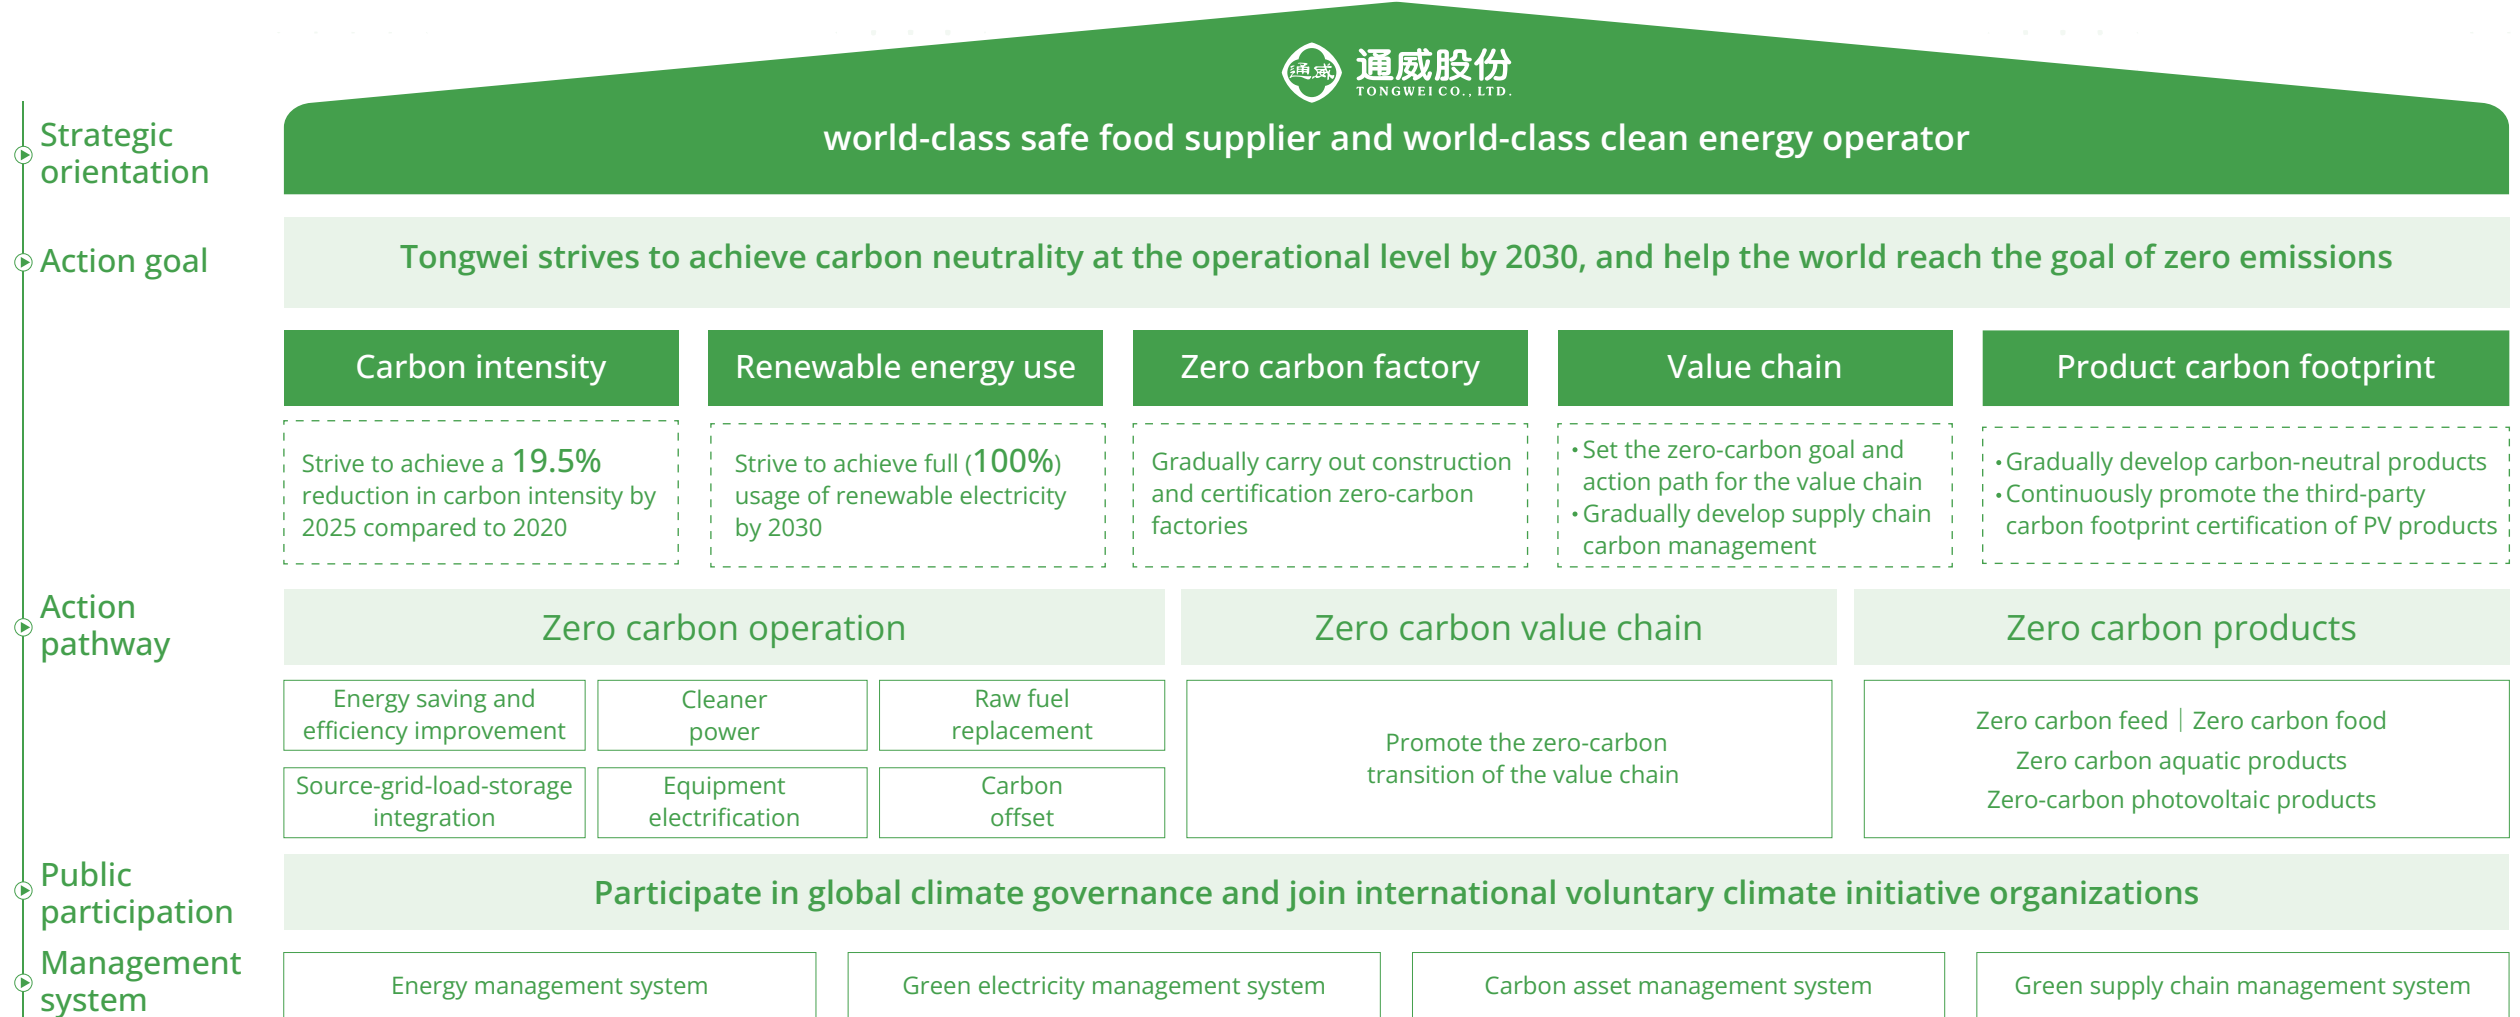 通威
通威股份
TONGWEI CO., LTD.
world-class safe food supplier and world-class clean energy operator
Strategic
orientation
Action goal
Tongwei strives to achieve carbon neutrality at the operational level by 2030, and help the world reach the goal of zero emissions
Carbon intensity
Strive to achieve a 19.5%
reduction in carbon intensity by
2025 compared to 2020
Renewable energy use
Strive to achieve full (100%)
usage of renewable electricity
by 2030
Zero carbon factory
Gradually carry out construction
and certification zero-carbon
factories
Value chain
•Set the zero-carbon goal and
action path for the value chain
•Gradually develop supply chain
carbon management
Product carbon footprint
•Gradually develop carbon-neutral products
•Continuously promote the third-party
carbon footprint certification of PV products
Action
pathway
Zero carbon operation
Energy saving and
efficiency improvement
Cleaner
power
Raw fuel
replacement
Source-grid-load-storage
integration
Equipment
electrification
Carbon
offset
Zero carbon value chain
Promote the zero-carbon
transition of the value chain
Zero carbon products
Zero carbon feed | Zero carbon food
Zero carbon aquatic products
Zero-carbon photovoltaic products
Public
participation
Participate in global climate governance and join international voluntary climate initiative organizations
Management
system
Energy management system
Green electricity management system
Carbon asset management system
Green supply chain management system